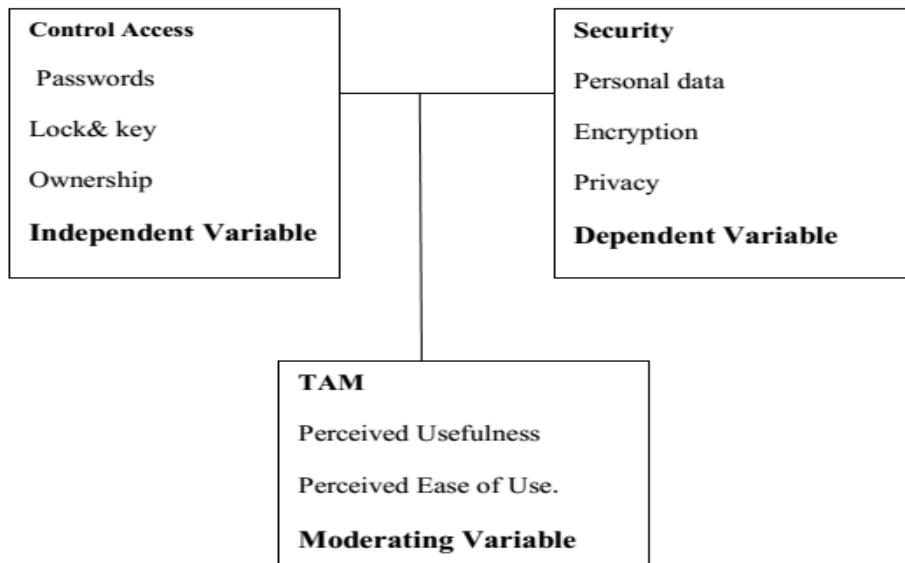 Control Access
Passwords
Lock& key
Ownership
Independent Variable
Security
Personal data
Encryption
Privacy
Dependent Variable
TAM
Perceived Usefulness
Perceived Ease of Use.
Moderating Variable